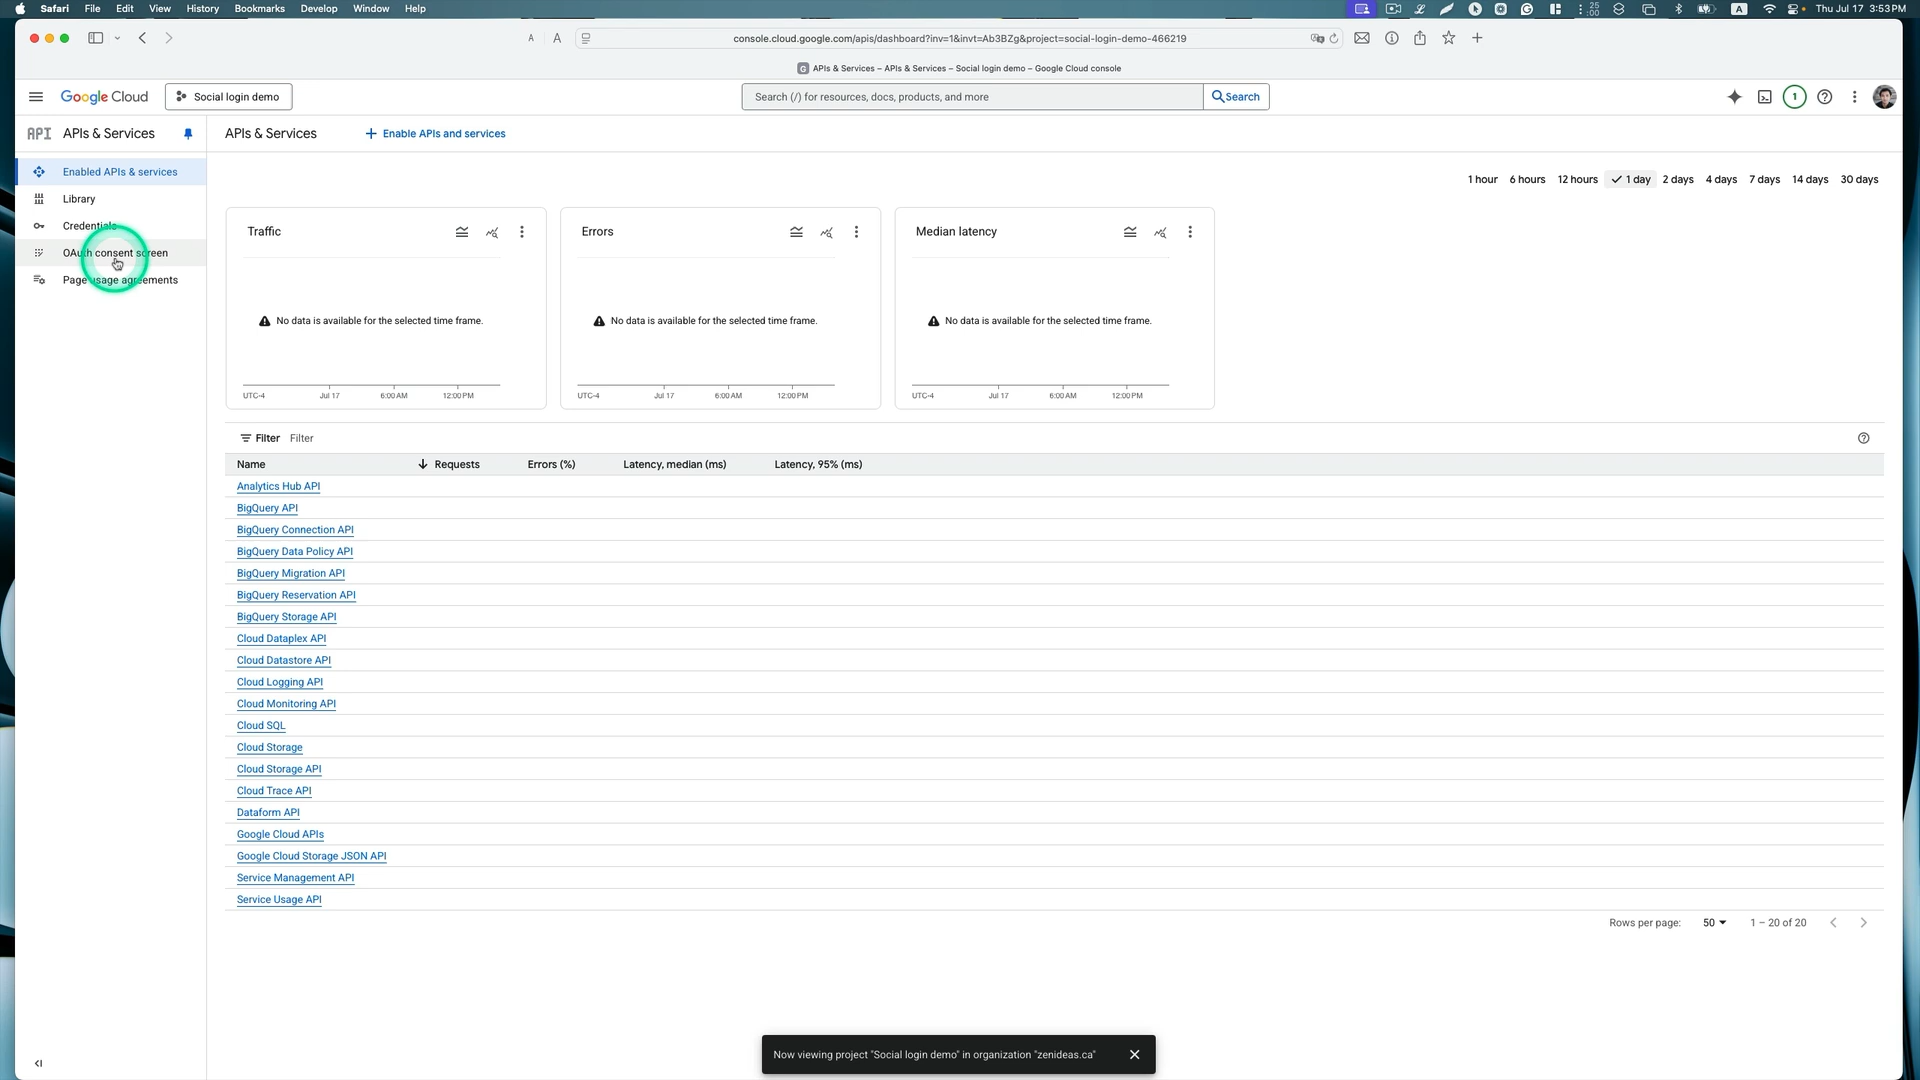 Safari File Edit View History Bookmarks Develop Window Help
25
:00
A
Thu Jul 17 3:53 PM
A A
console.cloud.google.com/apis/dashboard?inv=1&invt=Ab3BZg&project=social-login-demo-466219
G APIs & Services – APIs & Services – Social login demo – Google Cloud console
Google Cloud
Social login demo
Search (/) for resources, docs, products, and more
Search
1
API APIs & Services
APIs & Services
Enable APIs and services
Enabled APIs & services
Library
Credentials
OAuth consent screen
Page usage agreements
1 hour 6 hours 12 hours 1 day 2 days 4 days 7 days 14 days 30 days
Traffic
No data is available for the selected time frame.
UTC-4 Jul 17 6:00 AM 12:00 PM
Errors
No data is available for the selected time frame.
UTC-4 Jul 17 6:00 AM 12:00 PM
Median latency
No data is available for the selected time frame.
UTC-4 Jul 17 6:00 AM 12:00 PM
Filter Filter
Name Requests Errors (%) Latency, median (ms) Latency, 95% (ms)
Analytics Hub API
BigQuery API
BigQuery Connection API
BigQuery Data Policy API
BigQuery Migration API
BigQuery Reservation API
BigQuery Storage API
Cloud Dataplex API
Cloud Datastore API
Cloud Logging API
Cloud Monitoring API
Cloud SQL
Cloud Storage
Cloud Storage API
Cloud Trace API
Dataform API
Google Cloud APIs
Google Cloud Storage JSON API
Service Management API
Service Usage API
Rows per page: 50 1 – 20 of 20
Now viewing project "Social login demo" in organization "zenideas.ca"